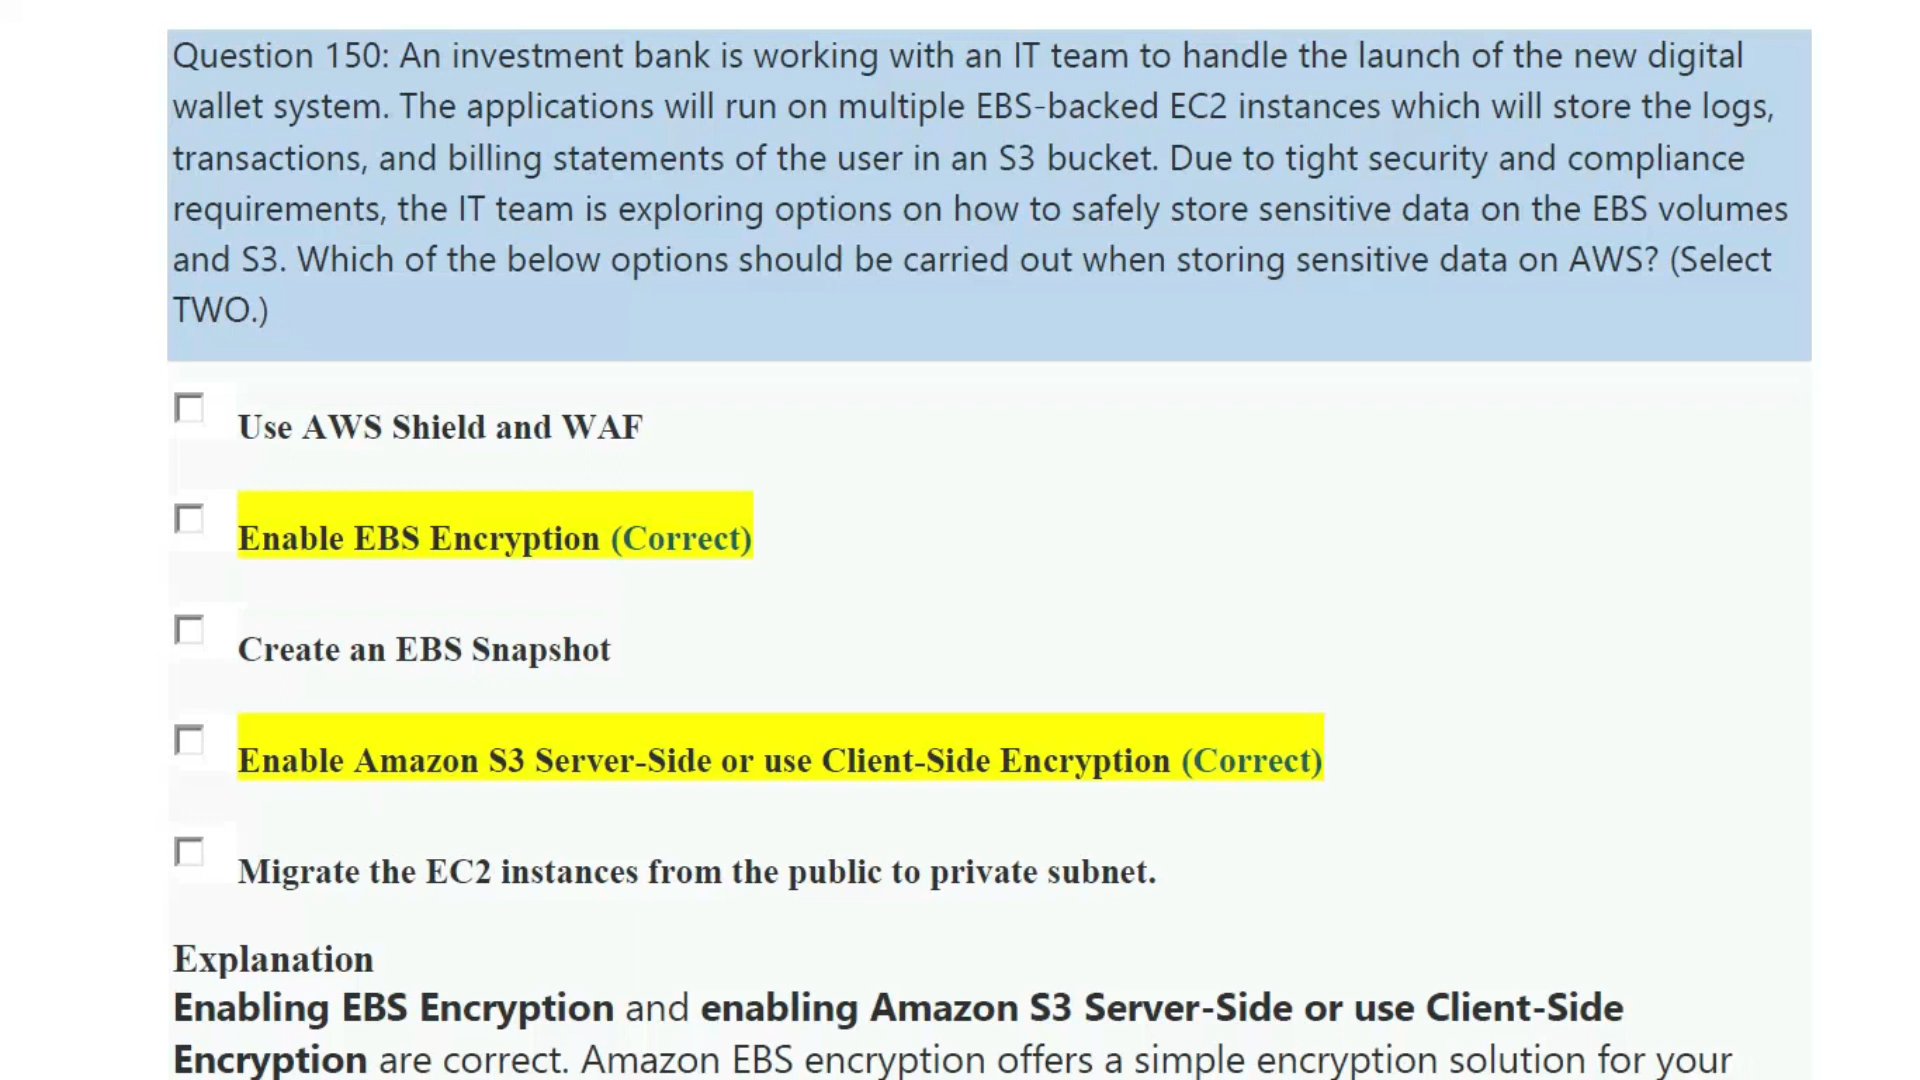 Question 150: An investment bank is working with an IT team to handle the launch of the new digital
wallet system. The applications will run on multiple EBS-backed EC2 instances which will store the logs,
transactions, and billing statements of the user in an S3 bucket. Due to tight security and compliance
requirements, the IT team is exploring options on how to safely store sensitive data on the EBS volumes
and S3. Which of the below options should be carried out when storing sensitive data on AWS? (Select
TWO.)
Use AWS Shield and WAF
Enable EBS Encryption (Correct)
Create an EBS Snapshot
Enable Amazon S3 Server-Side or use Client-Side Encryption (Correct)
Migrate the EC2 instances from the public to private subnet.
Explanation
Enabling EBS Encryption and enabling Amazon S3 Server-Side or use Client-Side
Encryption are correct. Amazon EBS encryption offers a simple encryption solution for your